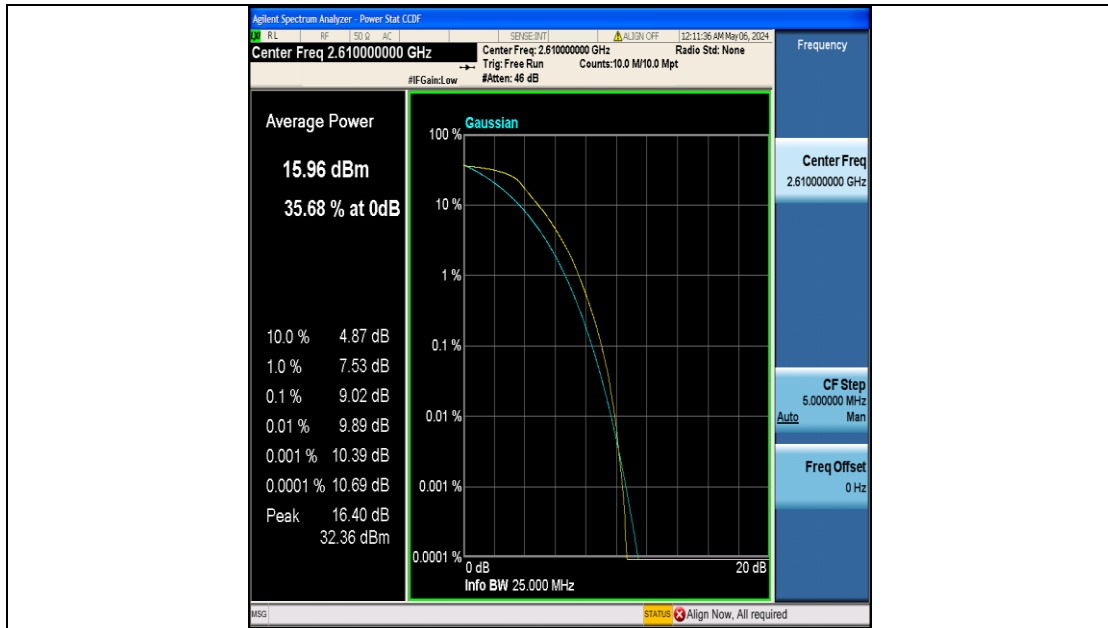 Agilent Spectrum Analyzer - Power Stat CCDF
RL RF 50 Ω AC SENSE:INT ALIGN OFF 12:11:36 AM May 06, 2024
Center Freq 2.610000000 GHz
Center Freq: 2.610000000 GHz Radio Std: None
Trig: Free Run Counts:10.0 M/10.0 Mpt
#IFGain:Low #Atten: 46 dB
Frequency
Average Power
15.96 dBm
35.68 % at 0dB
10.0 % 4.87 dB
1.0 % 7.53 dB
0.1 % 9.02 dB
0.01 % 9.89 dB
0.001 % 10.39 dB
0.0001 % 10.69 dB
Peak 16.40 dB
32.36 dBm
Gaussian
100 %
10 %
1 %
0.1 %
0.01 %
0.001 %
0.0001 %
0 dB 20 dB
Info BW 25.000 MHz
Center Freq
2.610000000 GHz
CF Step
5.000000 MHz
Auto Man
Freq Offset
0 Hz
MSG STATUS Align Now, All required